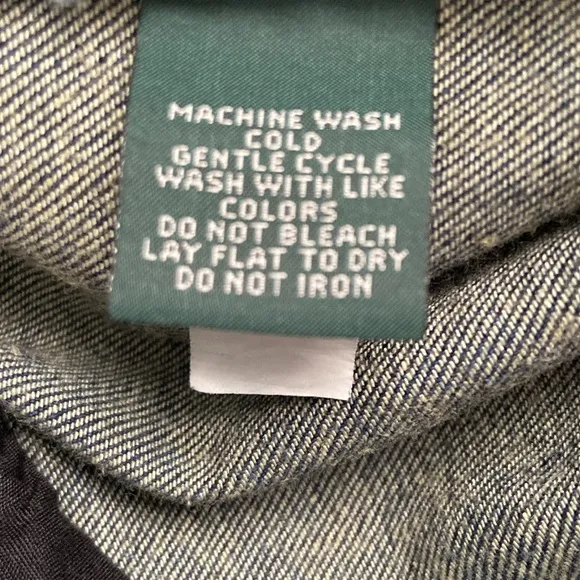 MACHINE WASH
COLD
GENTLE CYCLE
WASH WITH LIKE
COLORS
DO NOT BLEACH
LAY FLAT TO DRY
DO NOT IRON